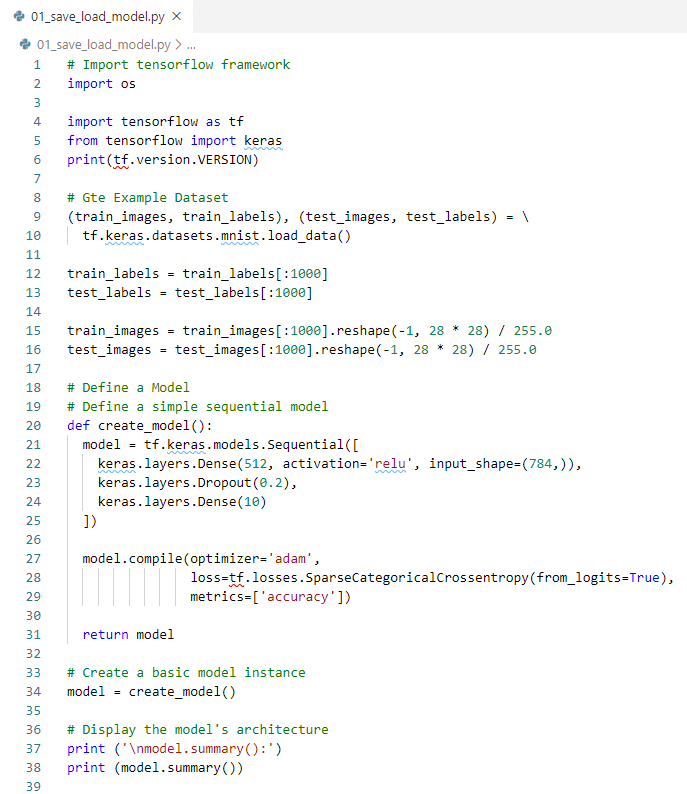 01_save_load_model.py ×
01_save_load_model.py > ...
1 # Import tensorflow framework
2 import os
3
4 import tensorflow as tf
5 from tensorflow import keras
6 print(tf.version.VERSION)
7
8 # Gte Example Dataset
9 (train_images, train_labels), (test_images, test_labels) = \
10   tf.keras.datasets.mnist.load_data()
11
12 train_labels = train_labels[:1000]
13 test_labels = test_labels[:1000]
14
15 train_images = train_images[:1000].reshape(-1, 28 * 28) / 255.0
16 test_images = test_images[:1000].reshape(-1, 28 * 28) / 255.0
17
18 # Define a Model
19 # Define a simple sequential model
20 def create_model():
21   model = tf.keras.models.Sequential([
22     keras.layers.Dense(512, activation='relu', input_shape=(784,)),
23     keras.layers.Dropout(0.2),
24     keras.layers.Dense(10)
25   ])
26
27   model.compile(optimizer='adam',
28                 loss=tf.losses.SparseCategoricalCrossentropy(from_logits=True),
29                 metrics=['accuracy'])
30
31   return model
32
33 # Create a basic model instance
34 model = create_model()
35
36 # Display the model's architecture
37 print ('\nmodel.summary():')
38 print (model.summary())
39